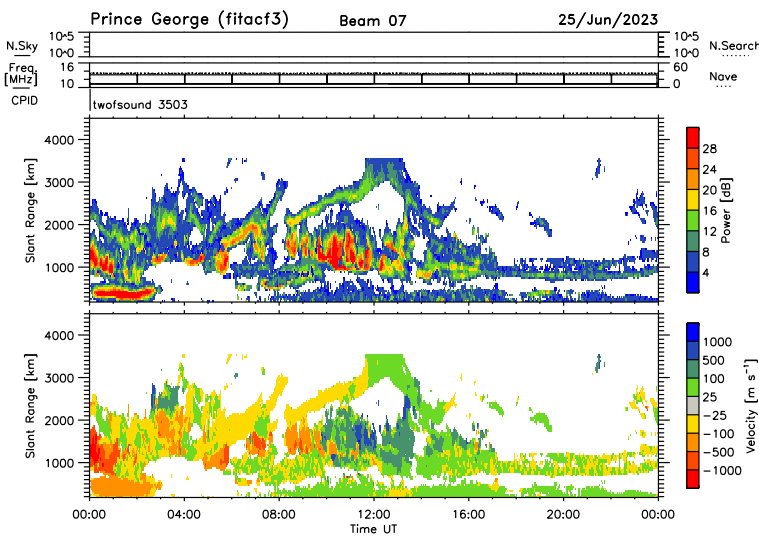 Prince George (fitacf3) Beam 07 25/Jun/2023
10^5 10^5
N.Sky N.Search
10^0 10^0
Freq. 16 60
[MHz] Nave
10 0
CPID
twofsound 3503
4000
3000
2000
1000
Slant Range [km]
28
24
20
16
12
8
4
Power [dB]
4000
3000
2000
1000
Slant Range [km]
1000
500
100
25
−25
−100
−500
−1000
Velocity [m s⁻¹]
00:00 04:00 08:00 12:00 16:00 20:00 00:00
Time UT